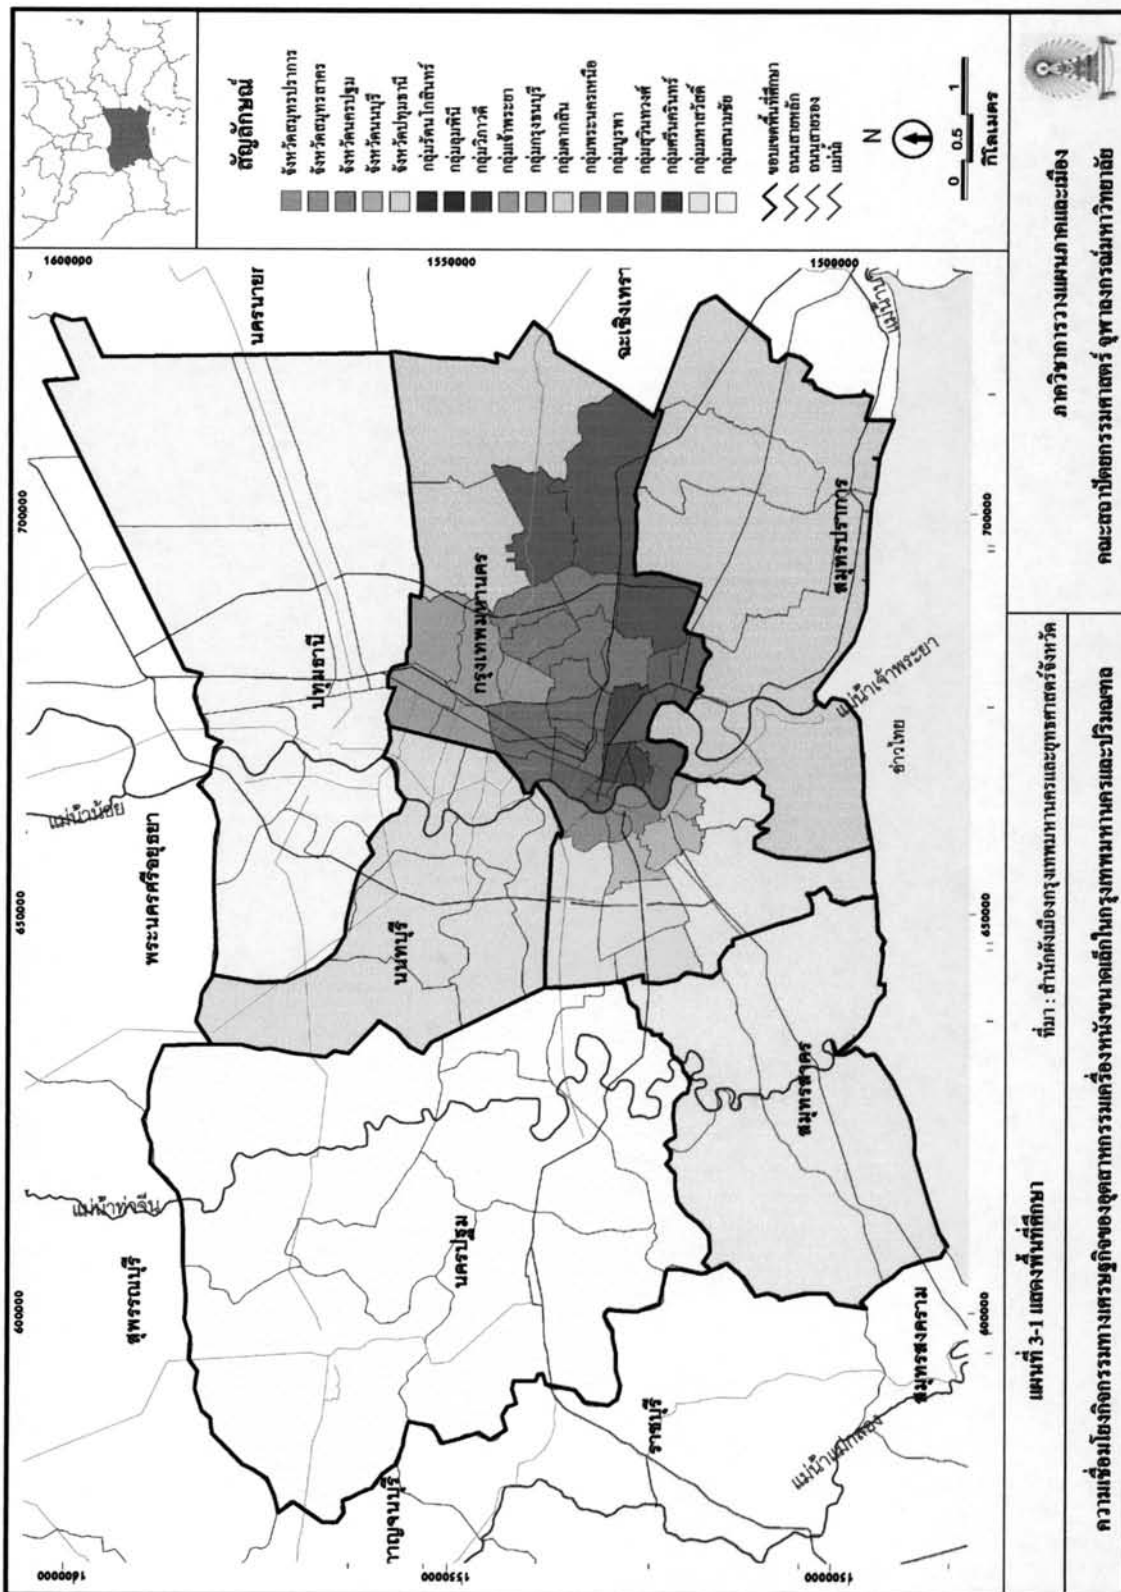 600000
650000
700000
1600000
1550000
1500000
สุพรรณบุรี
พระนครศรีอยุธยา
แม่น้ำท่าจีน
แม่น้ำน้อย
นครนายก
ปทุมธานี
กาญจนบุรี
นครปฐม
นนทบุรี
กรุงเทพมหานคร
ฉะเชิงเทรา
ราชบุรี
สมุทรสาคร
สมุทรปราการ
แม่น้ำเจ้าพระยา
แม่น้ำแม่กลอง
สมุทรสงคราม
อ่าวไทย
1600000
1550000
1500000
600000
650000
700000
สัญลักษณ์
จังหวัดสมุทรปราการ
จังหวัดสมุทรสาคร
จังหวัดนครปฐม
จังหวัดนนทบุรี
จังหวัดปทุมธานี
กลุ่มรัตนโกสินทร์
กลุ่มลุมพินี
กลุ่มวิภาวดี
กลุ่มเจ้าพระยา
กลุ่มกรุงธนบุรี
กลุ่มตากสิน
กลุ่มพระนครเหนือ
กลุ่มบูรพา
กลุ่มสุวินทวงศ์
กลุ่มศรีนครินทร์
กลุ่มมหาสวัสดิ์
กลุ่มสนามชัย
ขอบเขตพื้นที่ศึกษา
ถนนสายหลัก
ถนนสายรอง
แม่น้ำ
N
0 0.5 1
กิโลเมตร
แผนที่ 3-1 แสดงพื้นที่ศึกษา
ที่มา : สำนักผังเมืองกรุงเทพมหานครและยุทธศาสตร์จังหวัด
ความเชื่อมโยงกิจกรรมทางเศรษฐกิจของอุตสาหกรรมเครื่องหนังขนาดเล็กในกรุงเทพมหานครและปริมณฑล
ภาควิชาการวางแผนภาคและเมือง
คณะสถาปัตยกรรมศาสตร์ จุฬาลงกรณ์มหาวิทยาลัย